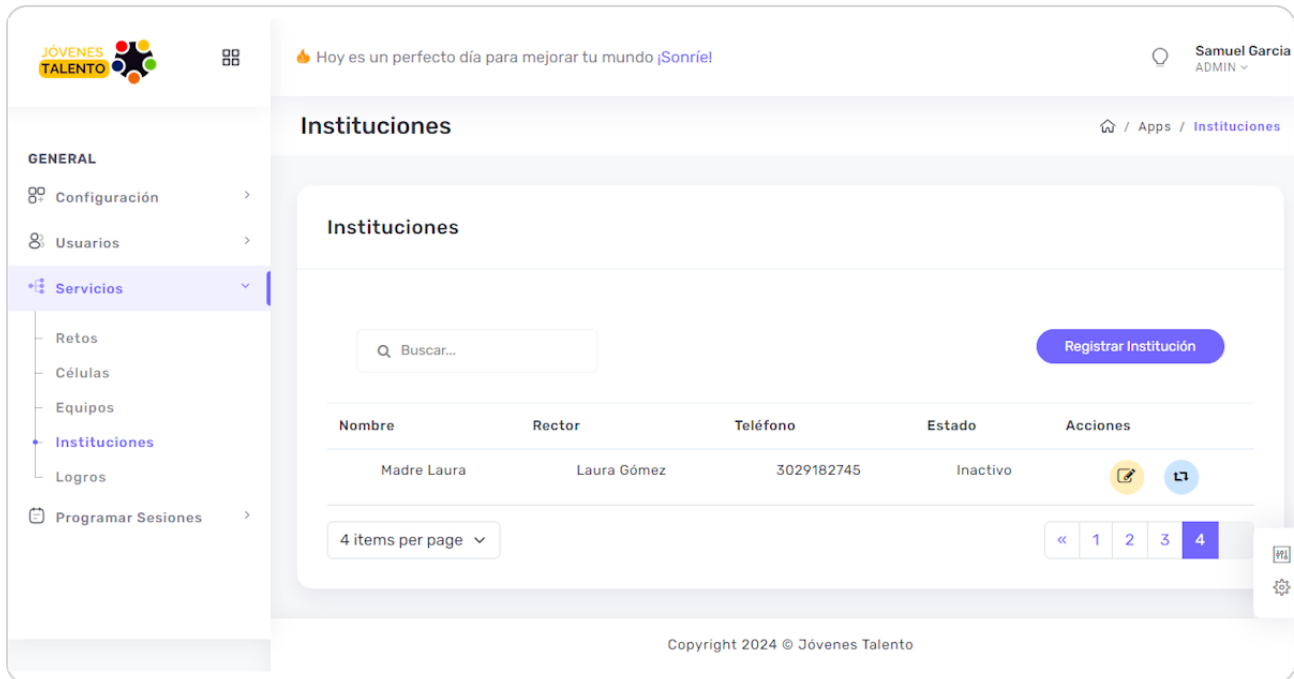 JÓVENES
TALENTO
Hoy es un perfecto día para mejorar tu mundo ¡Sonríe!
Samuel Garcia
ADMIN
Instituciones
/ Apps / Instituciones
GENERAL
Configuración
Usuarios
Servicios
Retos
Células
Equipos
Instituciones
Logros
Programar Sesiones
Instituciones
Buscar...
Registrar Institución
Nombre Rector Teléfono Estado Acciones
Madre Laura Laura Gómez 3029182745 Inactivo
4 items per page
« 1 2 3 4
Copyright 2024 © Jóvenes Talento